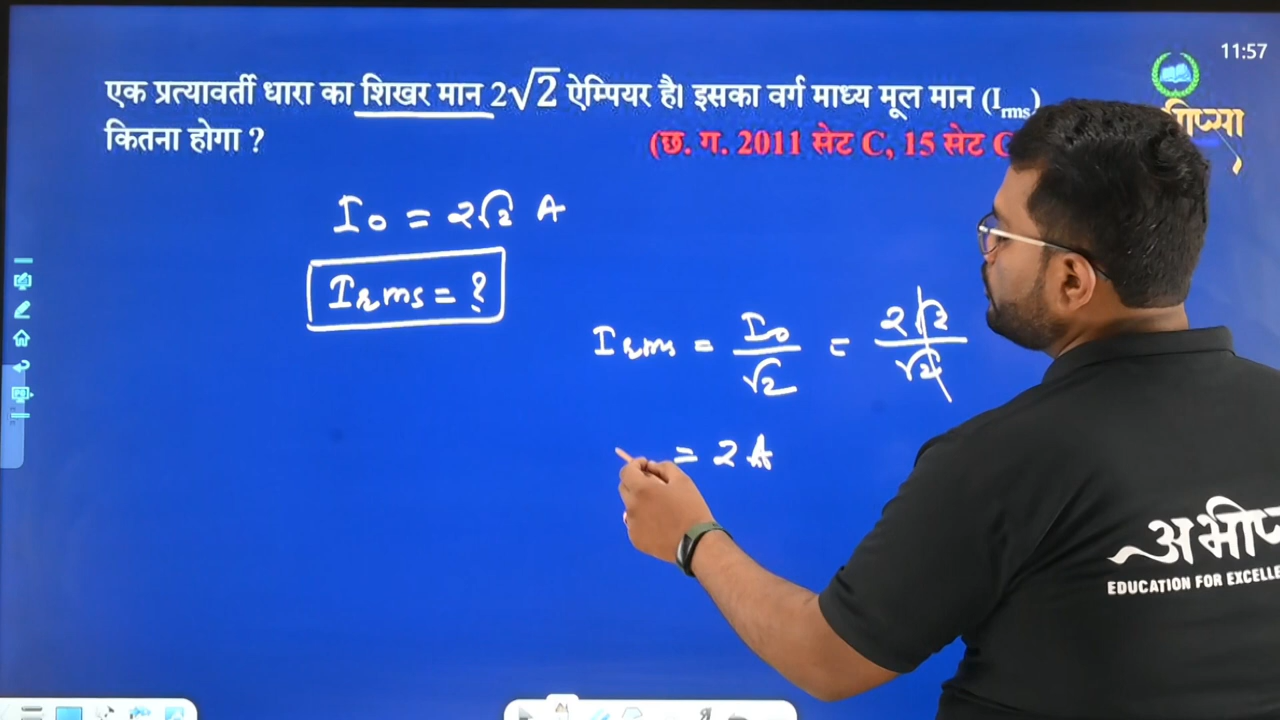 11:57
एक प्रत्यावर्ती धारा का शिखर मान 2√2 ऐम्पियर है। इसका वर्ग माध्य मूल मान (Irms)
कितना होगा ?
(छ. ग. 2011 सेट C, 15 सेट
I₀ = 2√2 A
Irms = ?
Irms = I₀/√2 = 2√2/√2
= 2 A
EDUCATION FOR